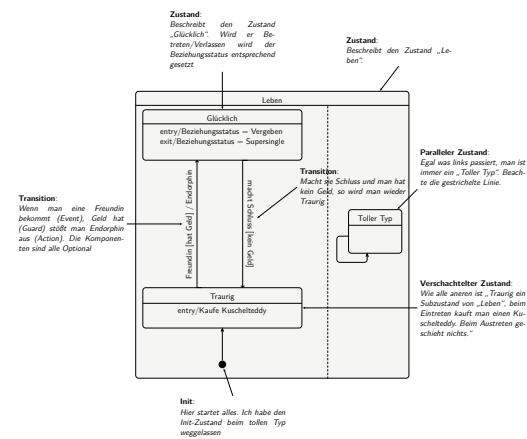 Zustand:
Beschreibt den Zustand
„Glücklich". Wird er Be-
treten/Verlassen wird der
Beziehungsstatus entsprechend
gesetzt
Zustand:
Beschreibt den Zustand „Le-
ben".
Leben
Glücklich
entry/Beziehungsstatus = Vergeben
exit/Beziehungsstatus = Supersingle
Paralleler Zustand:
Egal was links passiert, man ist
immer ein „Toller Typ". Beach-
te die gestrichelte Linie.
Transition:
Macht sie Schluss und man hat
kein Geld, so wird man wieder
Traurig
Freundin [hat Geld] / Endorphin
macht Schluss [kein Geld]
Transition:
Wenn man eine Freundin
bekommt (Event), Geld hat
(Guard) stößt man Endorphin
aus (Action). Die Komponen-
ten sind alle Optional
Toller Typ
Traurig
entry/Kaufe Kuschelteddy
Verschachtelter Zustand:
Wie alle aneren ist „Traurig ein
Subzustand von „Leben", beim
Eintreten kauft man einen Ku-
schelteddy. Beim Austreten ge-
schieht nichts."
Init:
Hier startet alles. Ich habe den
Init-Zustand beim tollen Typ
weggelassen